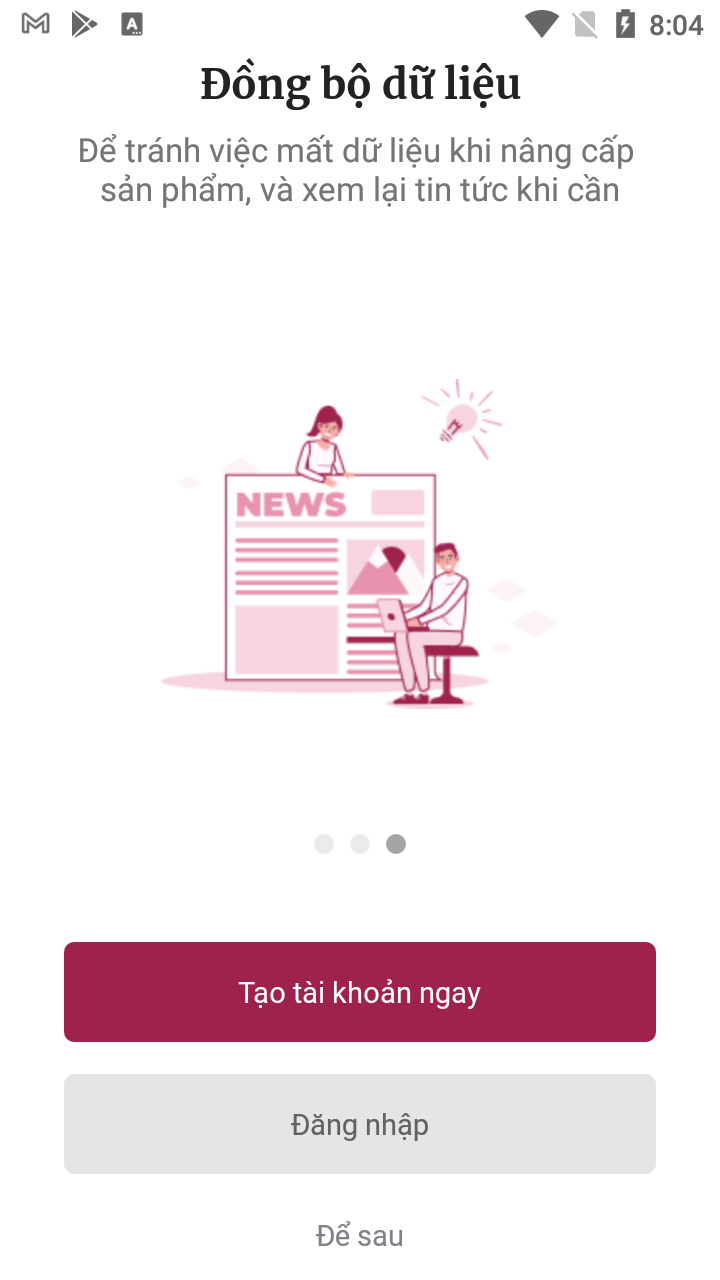 8:04
Đồng bộ dữ liệu
Để tránh việc mất dữ liệu khi nâng cấp
sản phẩm, và xem lại tin tức khi cần
NEWS
Tạo tài khoản ngay
Đăng nhập
Để sau